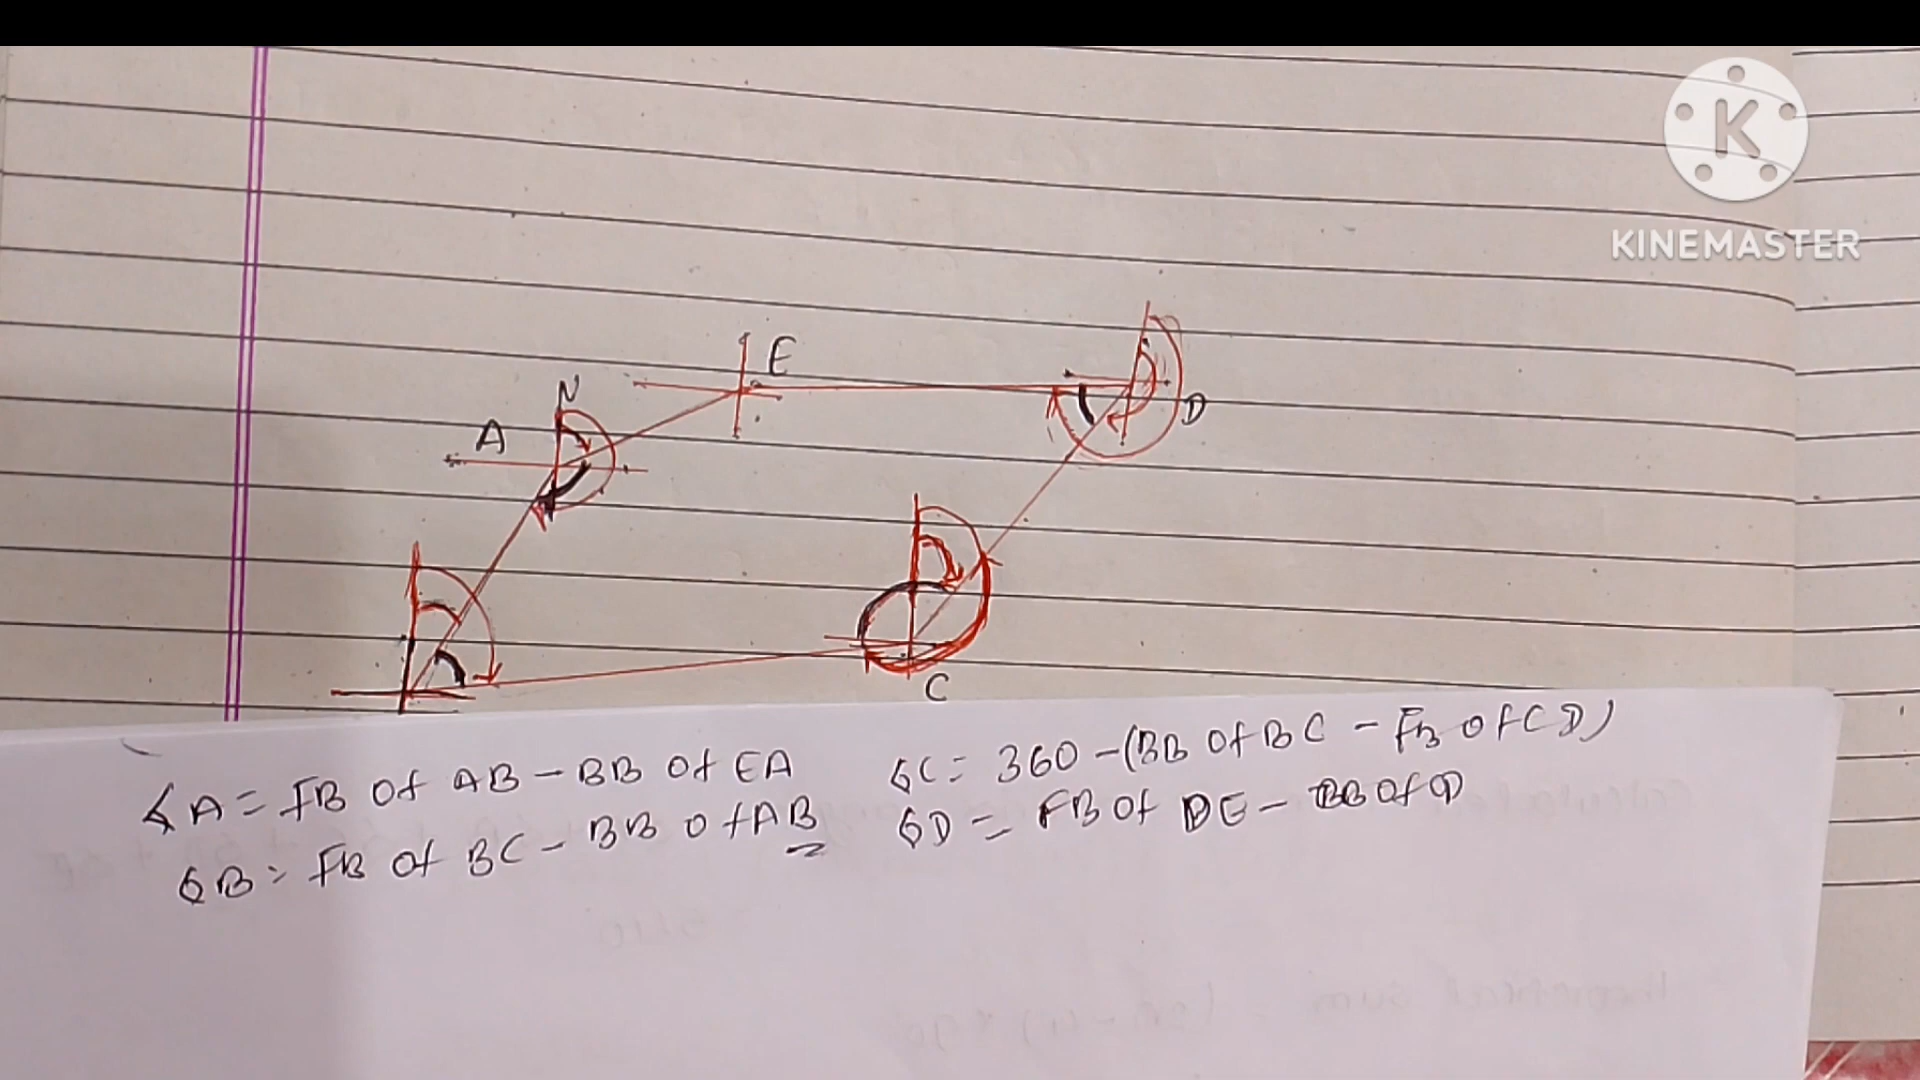 K
KINEMASTER
E
N
A
D
C
∠A = FB of AB - BB of EA
∠B = FB of BC - BB of AB
∠C = 360 - (BB of BC - FB of CD)
∠D = FB of DE - BB of D